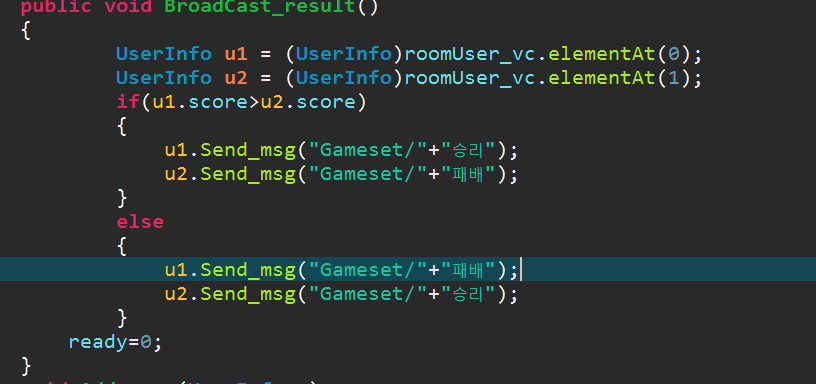 public void BroadCast_result()
{
UserInfo u1 = (UserInfo)roomUser_vc.elementAt(0);
UserInfo u2 = (UserInfo)roomUser_vc.elementAt(1);
if(u1.score>u2.score)
{
u1.Send_msg("Gameset/"+"승리");
u2.Send_msg("Gameset/"+"패배");
}
else
{
u1.Send_msg("Gameset/"+"패배");
u2.Send_msg("Gameset/"+"승리");
}
ready=0;
}